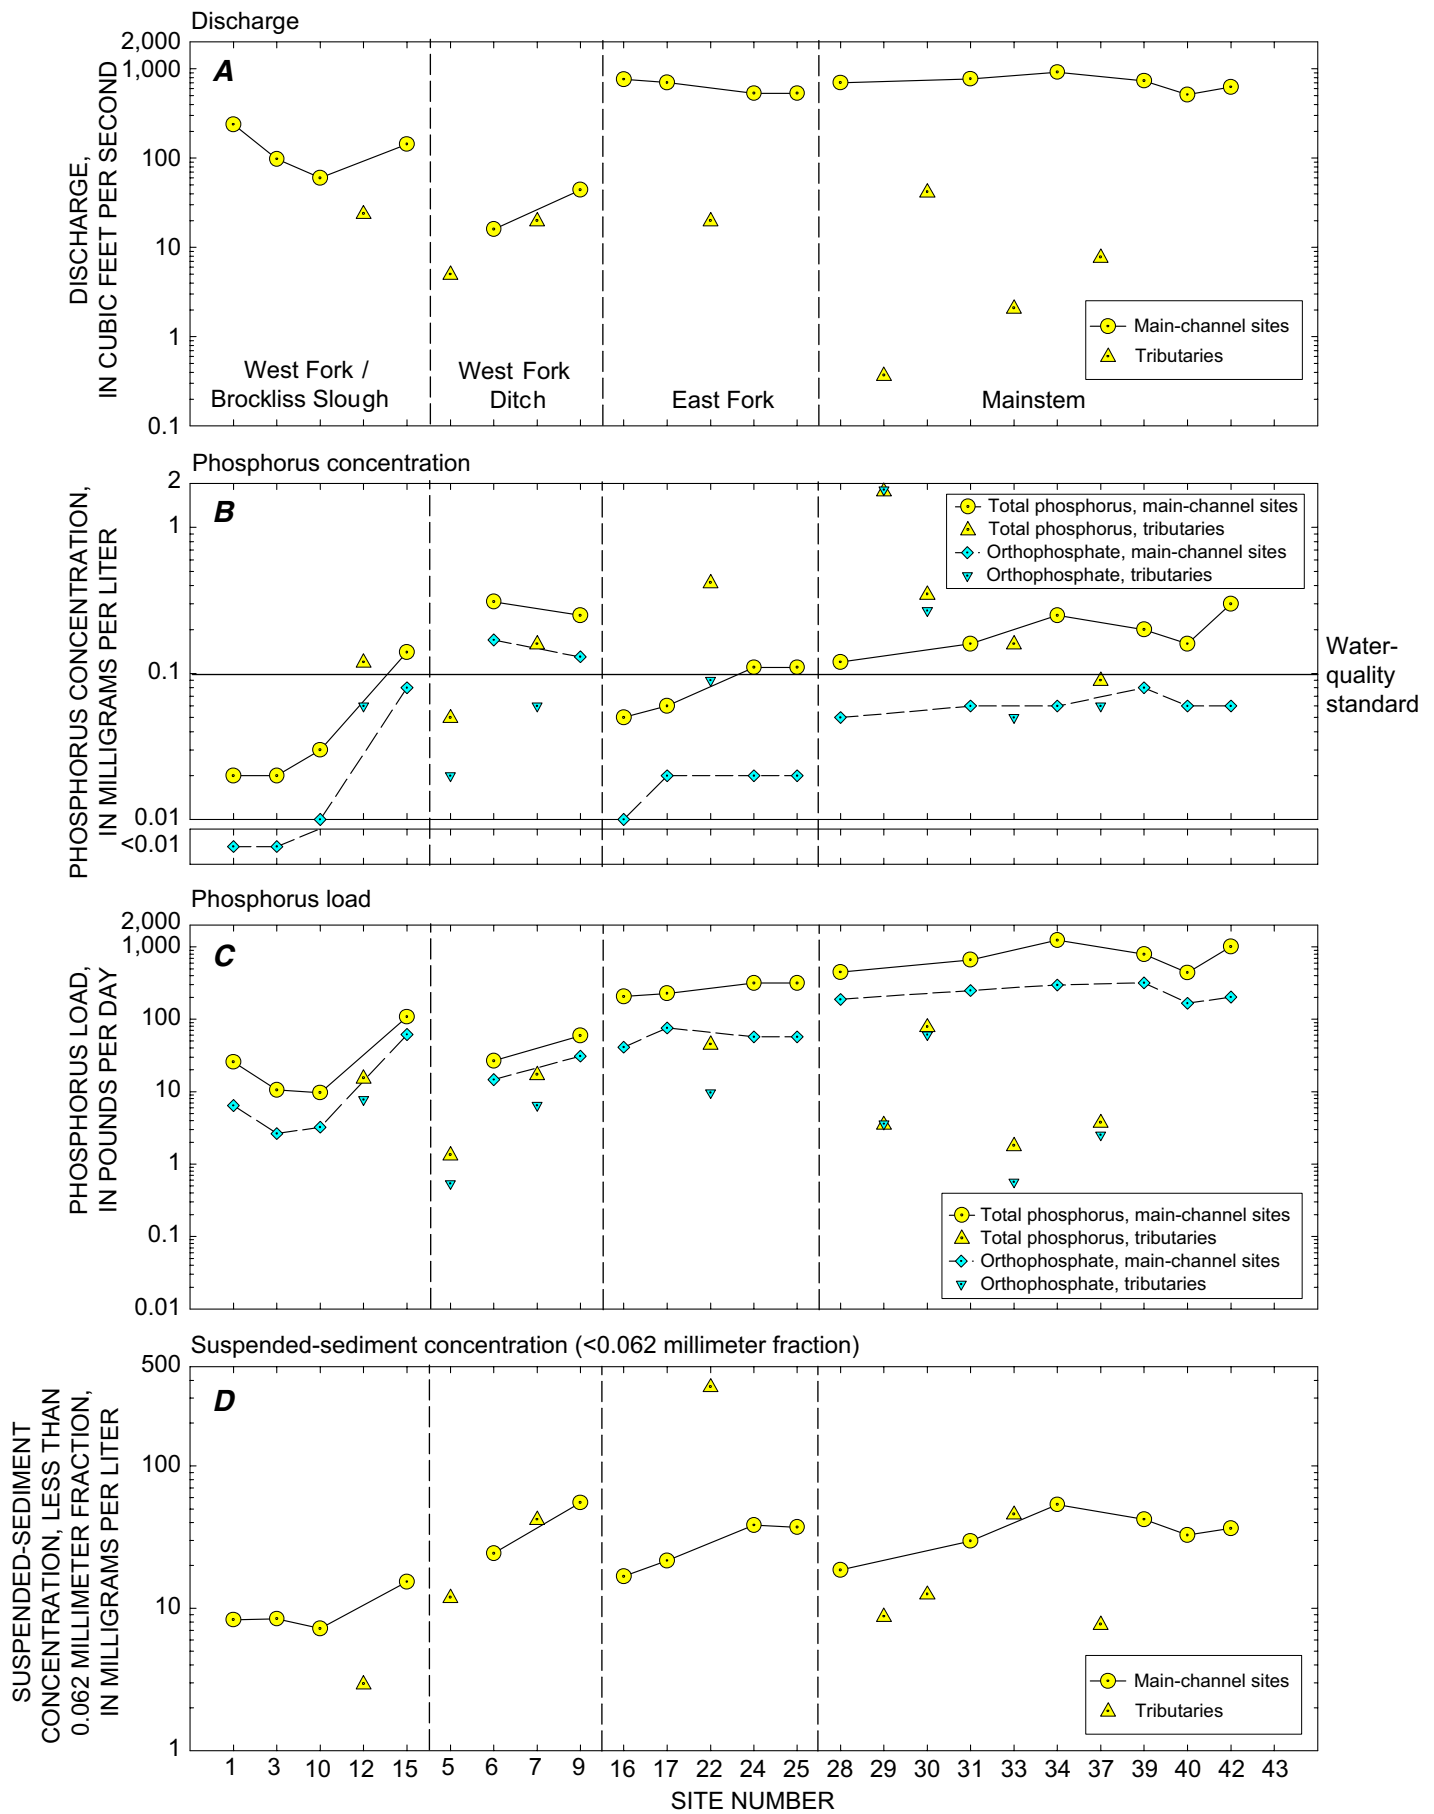 Discharge
A
DISCHARGE,
IN CUBIC FEET PER SECOND
2,000
1,000
100
10
1
0.1
West Fork /
Brockliss Slough
West Fork
Ditch
East Fork
Mainstem
Main-channel sites
Tributaries
Phosphorus concentration
B
PHOSPHORUS CONCENTRATION,
IN MILLIGRAMS PER LITER
2
1
0.1
0.01
<0.01
Total phosphorus, main-channel sites
Total phosphorus, tributaries
Orthophosphate, main-channel sites
Orthophosphate, tributaries
Water-
quality
standard
Phosphorus load
C
PHOSPHORUS LOAD,
IN POUNDS PER DAY
2,000
1,000
100
10
1
0.1
0.01
Total phosphorus, main-channel sites
Total phosphorus, tributaries
Orthophosphate, main-channel sites
Orthophosphate, tributaries
Suspended-sediment concentration (<0.062 millimeter fraction)
D
SUSPENDED-SEDIMENT
CONCENTRATION, LESS THAN
0.062 MILLIMETER FRACTION,
IN MILLIGRAMS PER LITER
500
100
10
1
Main-channel sites
Tributaries
1 3 10 12 15 5 6 7 9 16 17 22 24 25 28 29 30 31 33 34 37 39 40 42 43
SITE NUMBER